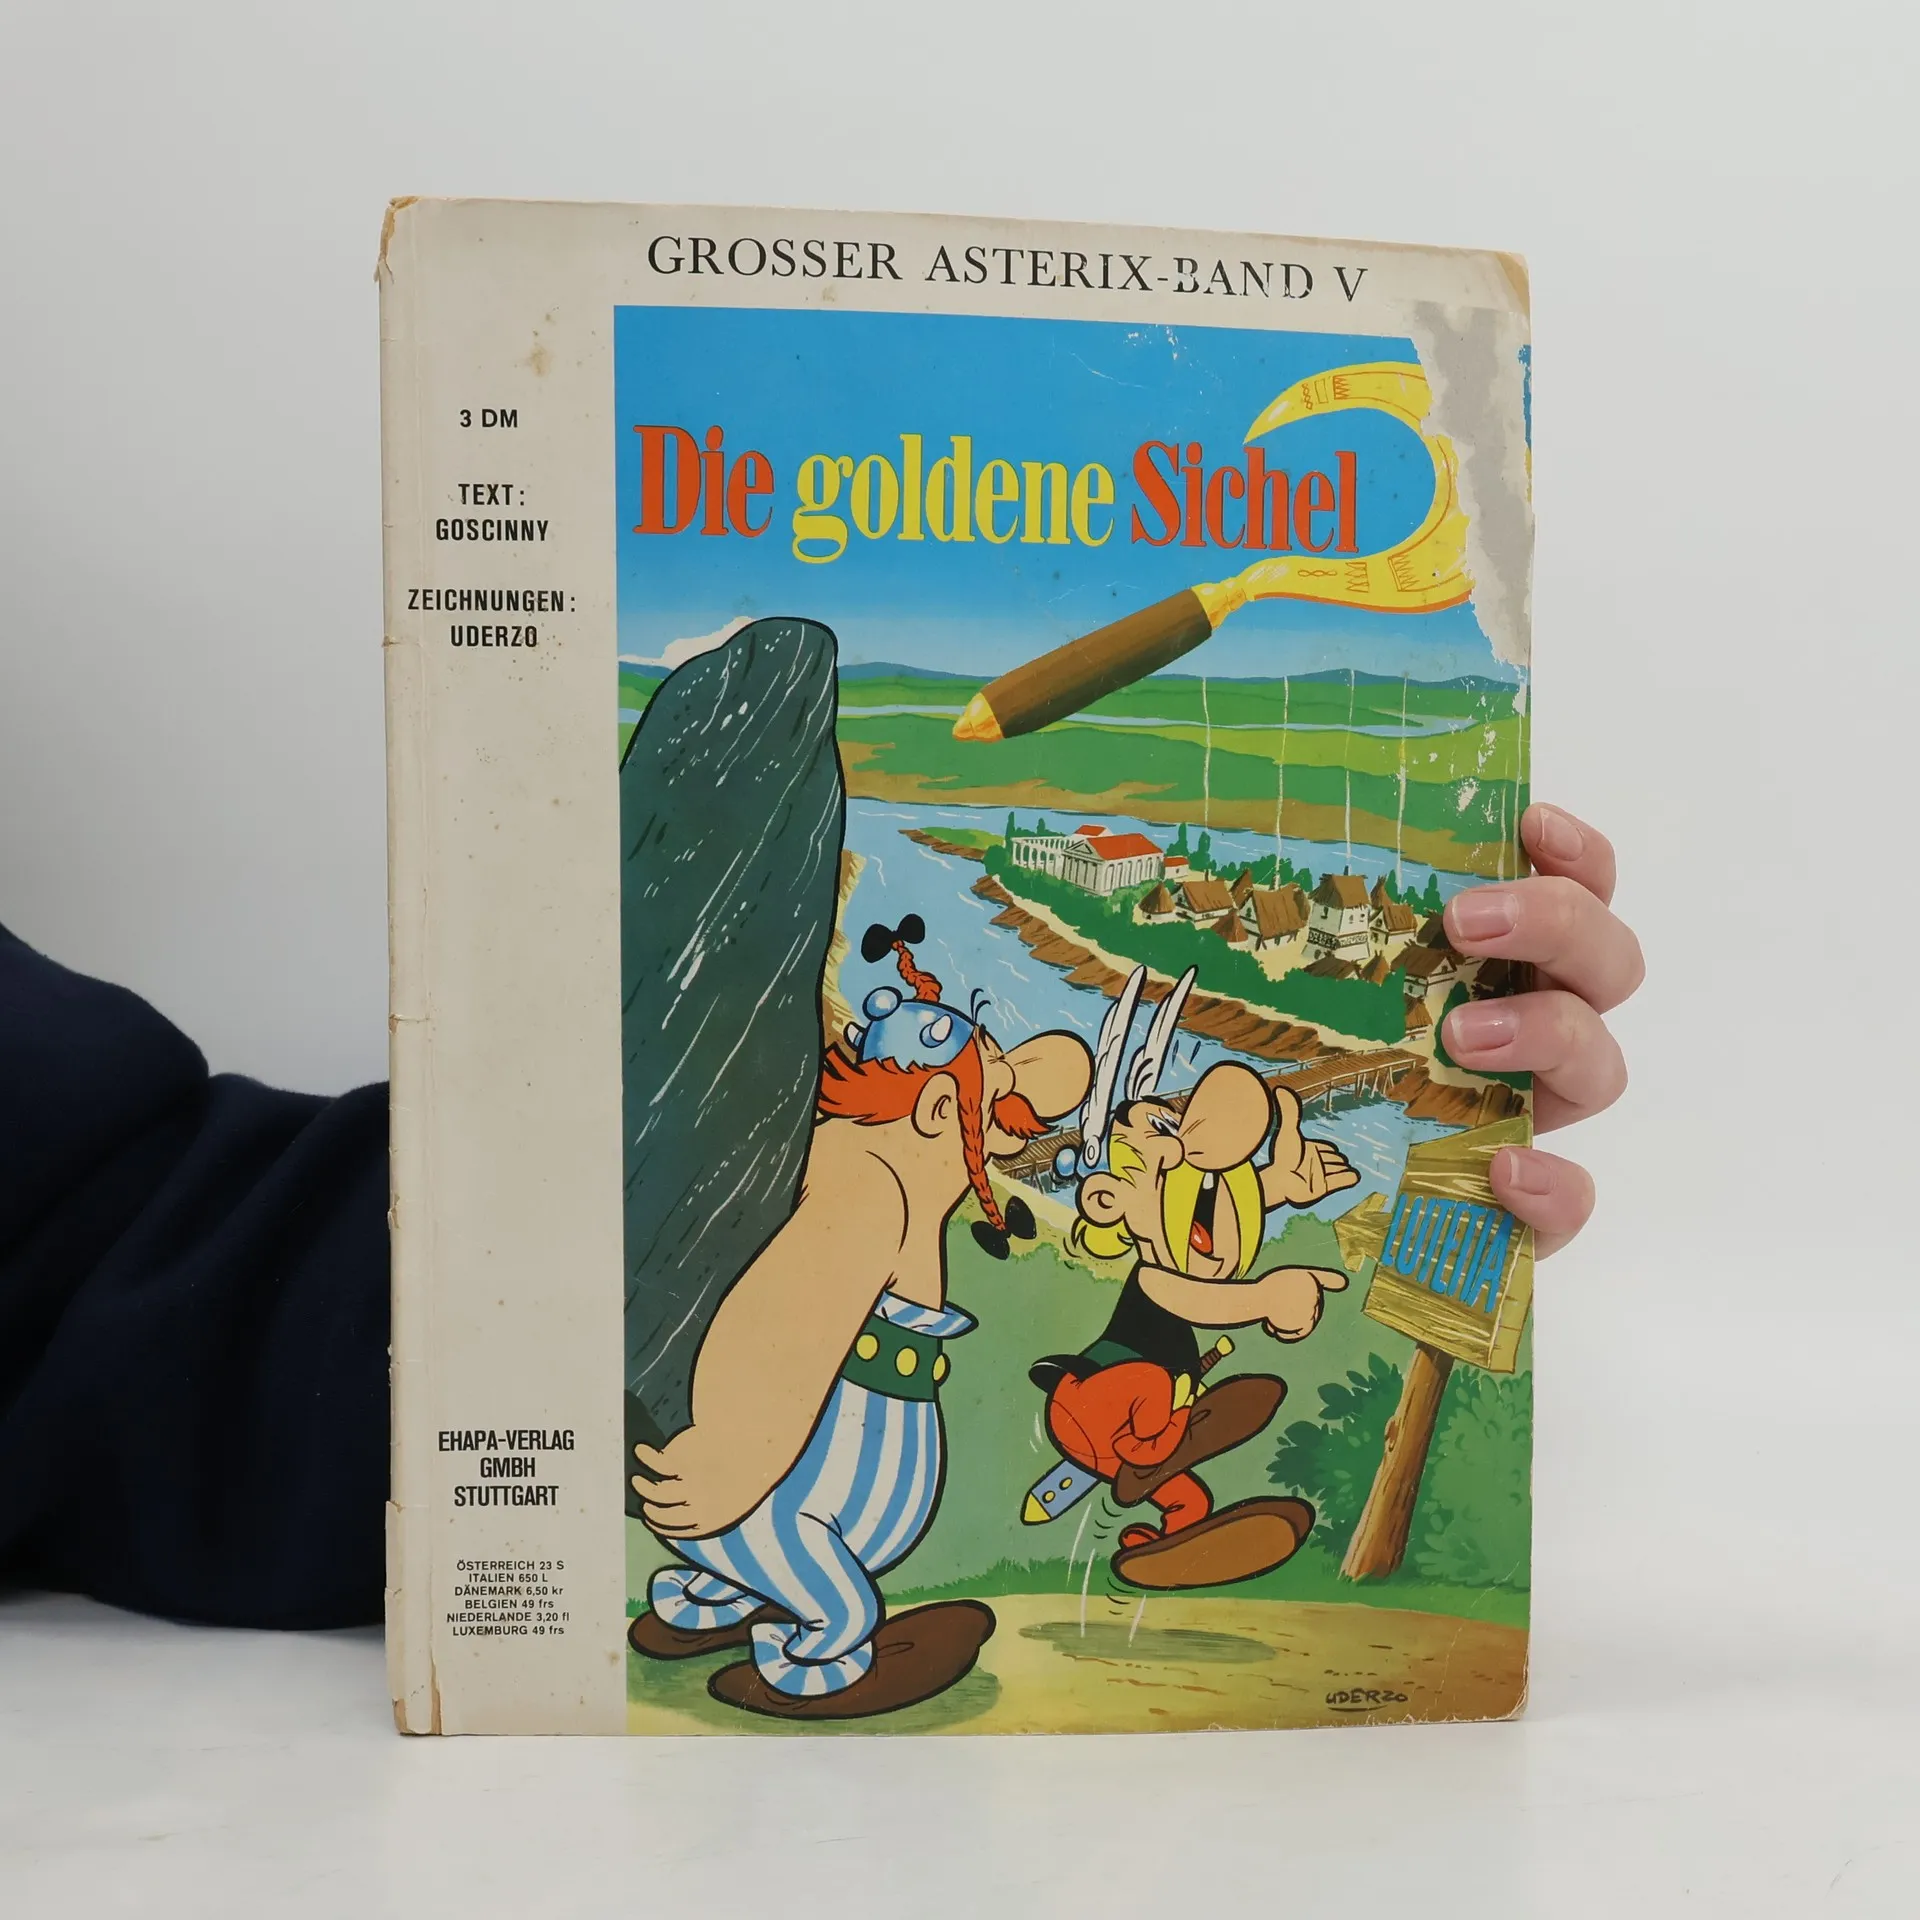 GROSSER ASTERIX-BAND V
3 DM
TEXT:
GOSCINNY
ZEICHNUNGEN:
UDERZO
Die goldene Sichel
LUTETIA
EHAPA-VERLAG
GMBH
STUTTGART
ÖSTERREICH 23 S
ITALIEN 650 L
DÄNEMARK 6,50 kr
BELGIEN 49 frs
NIEDERLANDE 3,20 fl
LUXEMBURG 49 frs
UDERZO